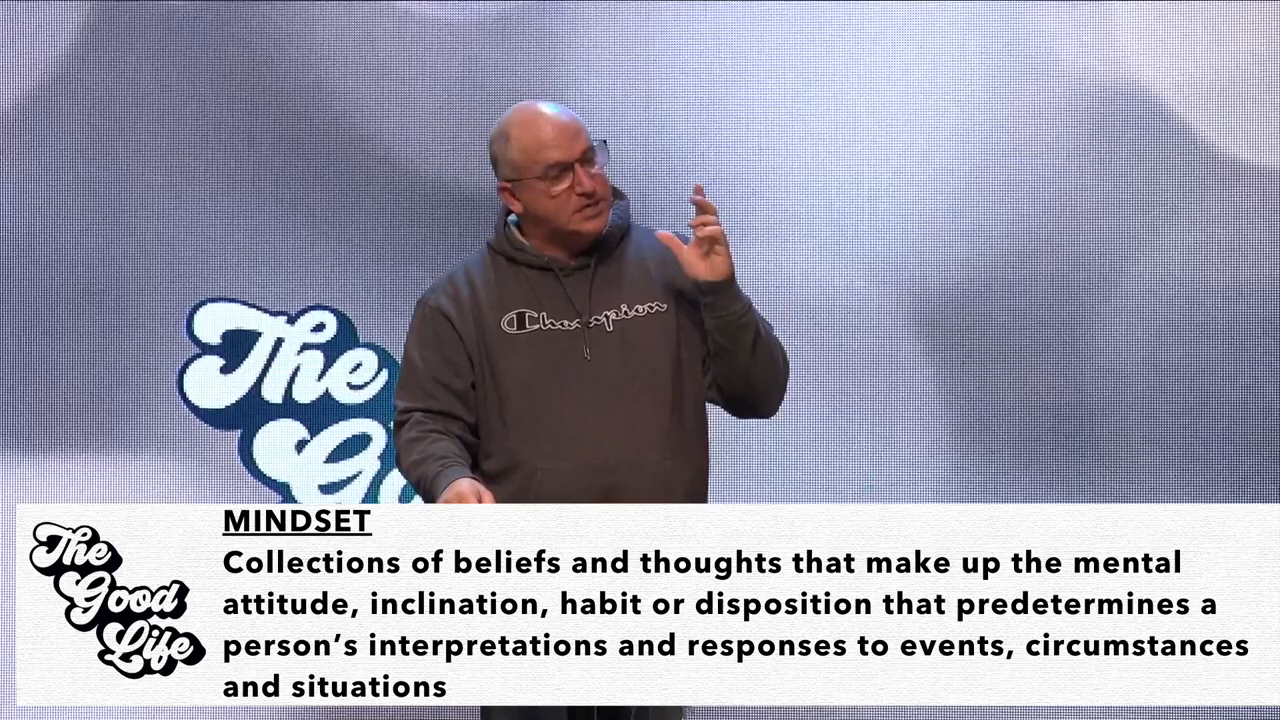 Champion
The
Go
The
Good
Life
MINDSET
Collections of beliefs and thoughts that make up the mental
attitude, inclination, habit or disposition that predetermines a
person’s interpretations and responses to events, circumstances
and situations